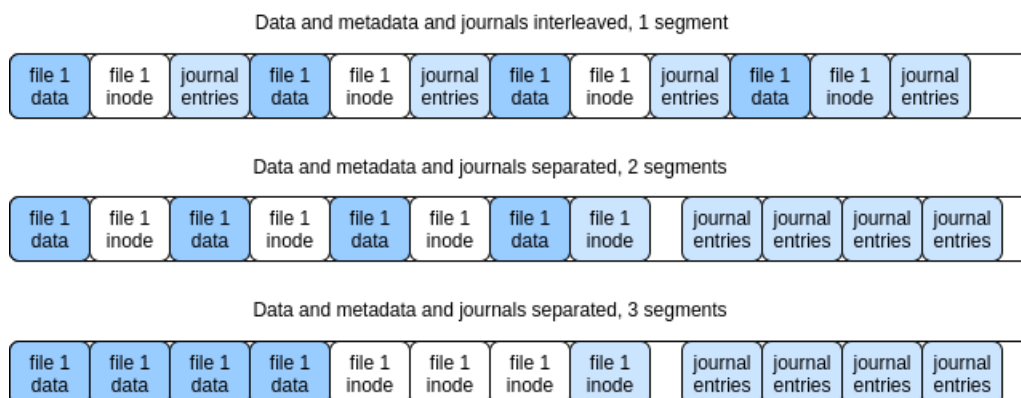 Data and metadata and journals interleaved, 1 segment
file 1 file 1 journal file 1 file 1 journal file 1 file 1 journal file 1 file 1 journal
data inode entries data inode entries data inode entries data inode entries
Data and metadata and journals separated, 2 segments
file 1 file 1 file 1 file 1 file 1 file 1 file 1 file 1 journal journal journal journal
data inode data inode data inode data inode entries entries entries entries
Data and metadata and journals separated, 3 segments
file 1 file 1 file 1 file 1 file 1 file 1 file 1 file 1 journal journal journal journal
data data data data inode inode inode inode entries entries entries entries